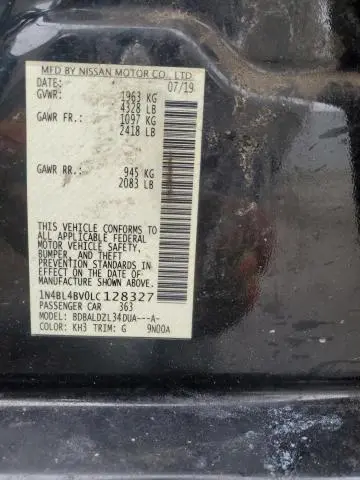 MFD BY NISSAN MOTOR CO., LTD
DATE: 07/19
GVWR: 1963 KG
4328 LB
GAWR FR.: 1097 KG
2418 LB
GAWR RR.: 945 KG
2083 LB
THIS VEHICLE CONFORMS TO ALL
APPLICABLE FEDERAL
MOTOR VEHICLE SAFETY,
BUMPER, AND THEFT
PREVENTION STANDARDS
IN EFFECT ON THE DATE OF
MANUFACTURE SHOWN ABOVE.
1N4BL4BV0LC128327
PASSENGER CAR 363
MODEL: BDBALDZL34DUA---A-
COLOR: KH3 TRIM: G 9N00A